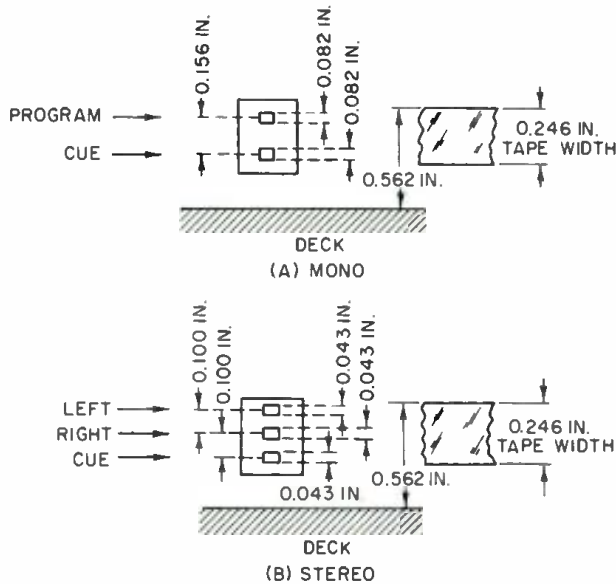 0.156 IN.
0.082 IN.
0.082 IN.
PROGRAM
CUE
0.246 IN.
TAPE WIDTH
0.562 IN.
DECK
(A) MONO
0.100 IN.
0.100 IN.
0.043 IN.
0.043 IN.
LEFT
RIGHT
CUE
0.246 IN.
TAPE WIDTH
0.043 IN.
0.562 IN.
DECK
(B) STEREO